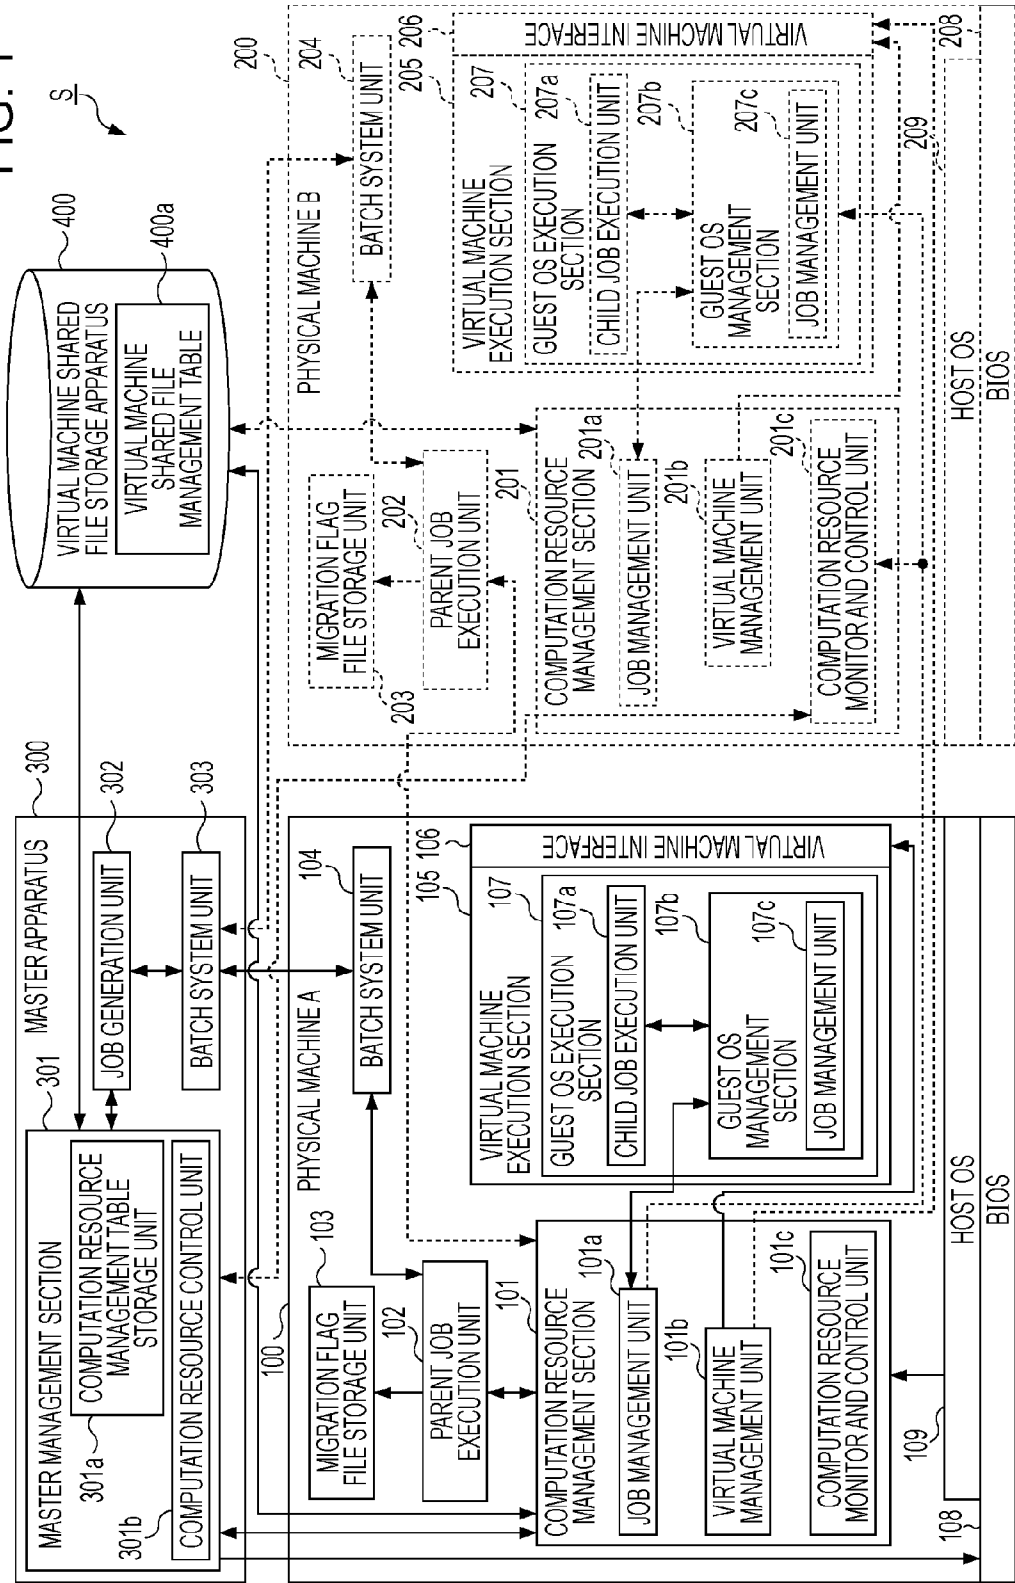 S
300
MASTER APPARATUS
301
MASTER MANAGEMENT SECTION
COMPUTATION RESOURCE
MANAGEMENT TABLE
STORAGE UNIT
301a
COMPUTATION RESOURCE CONTROL UNIT
301b
302
JOB GENERATION UNIT
303
BATCH SYSTEM UNIT
400
VIRTUAL MACHINE SHARED
FILE STORAGE APPARATUS
400a
VIRTUAL MACHINE
SHARED FILE
MANAGEMENT TABLE
100
PHYSICAL MACHINE A
103
MIGRATION FLAG
FILE STORAGE UNIT
102
PARENT JOB
EXECUTION UNIT
104
BATCH SYSTEM UNIT
101
COMPUTATION RESOURCE
MANAGEMENT SECTION
101a
JOB MANAGEMENT UNIT
101b
VIRTUAL MACHINE
MANAGEMENT UNIT
101c
COMPUTATION RESOURCE
MONITOR AND CONTROL UNIT
105
VIRTUAL MACHINE
EXECUTION SECTION
106
VIRTUAL MACHINE INTERFACE
107
GUEST OS EXECUTION
SECTION
107a
CHILD JOB EXECUTION UNIT
107b
GUEST OS
MANAGEMENT
SECTION
107c
JOB MANAGEMENT UNIT
109
HOST OS
108
BIOS
200
PHYSICAL MACHINE B
203
MIGRATION FLAG
FILE STORAGE UNIT
202
PARENT JOB
EXECUTION UNIT
204
BATCH SYSTEM UNIT
201
COMPUTATION RESOURCE
MANAGEMENT SECTION
201a
JOB MANAGEMENT UNIT
201b
VIRTUAL MACHINE
MANAGEMENT UNIT
201c
COMPUTATION RESOURCE
MONITOR AND CONTROL UNIT
205
VIRTUAL MACHINE
EXECUTION SECTION
206
VIRTUAL MACHINE INTERFACE
207
GUEST OS EXECUTION
SECTION
207a
CHILD JOB EXECUTION UNIT
207b
GUEST OS
MANAGEMENT
SECTION
207c
JOB MANAGEMENT UNIT
209
HOST OS
208
BIOS